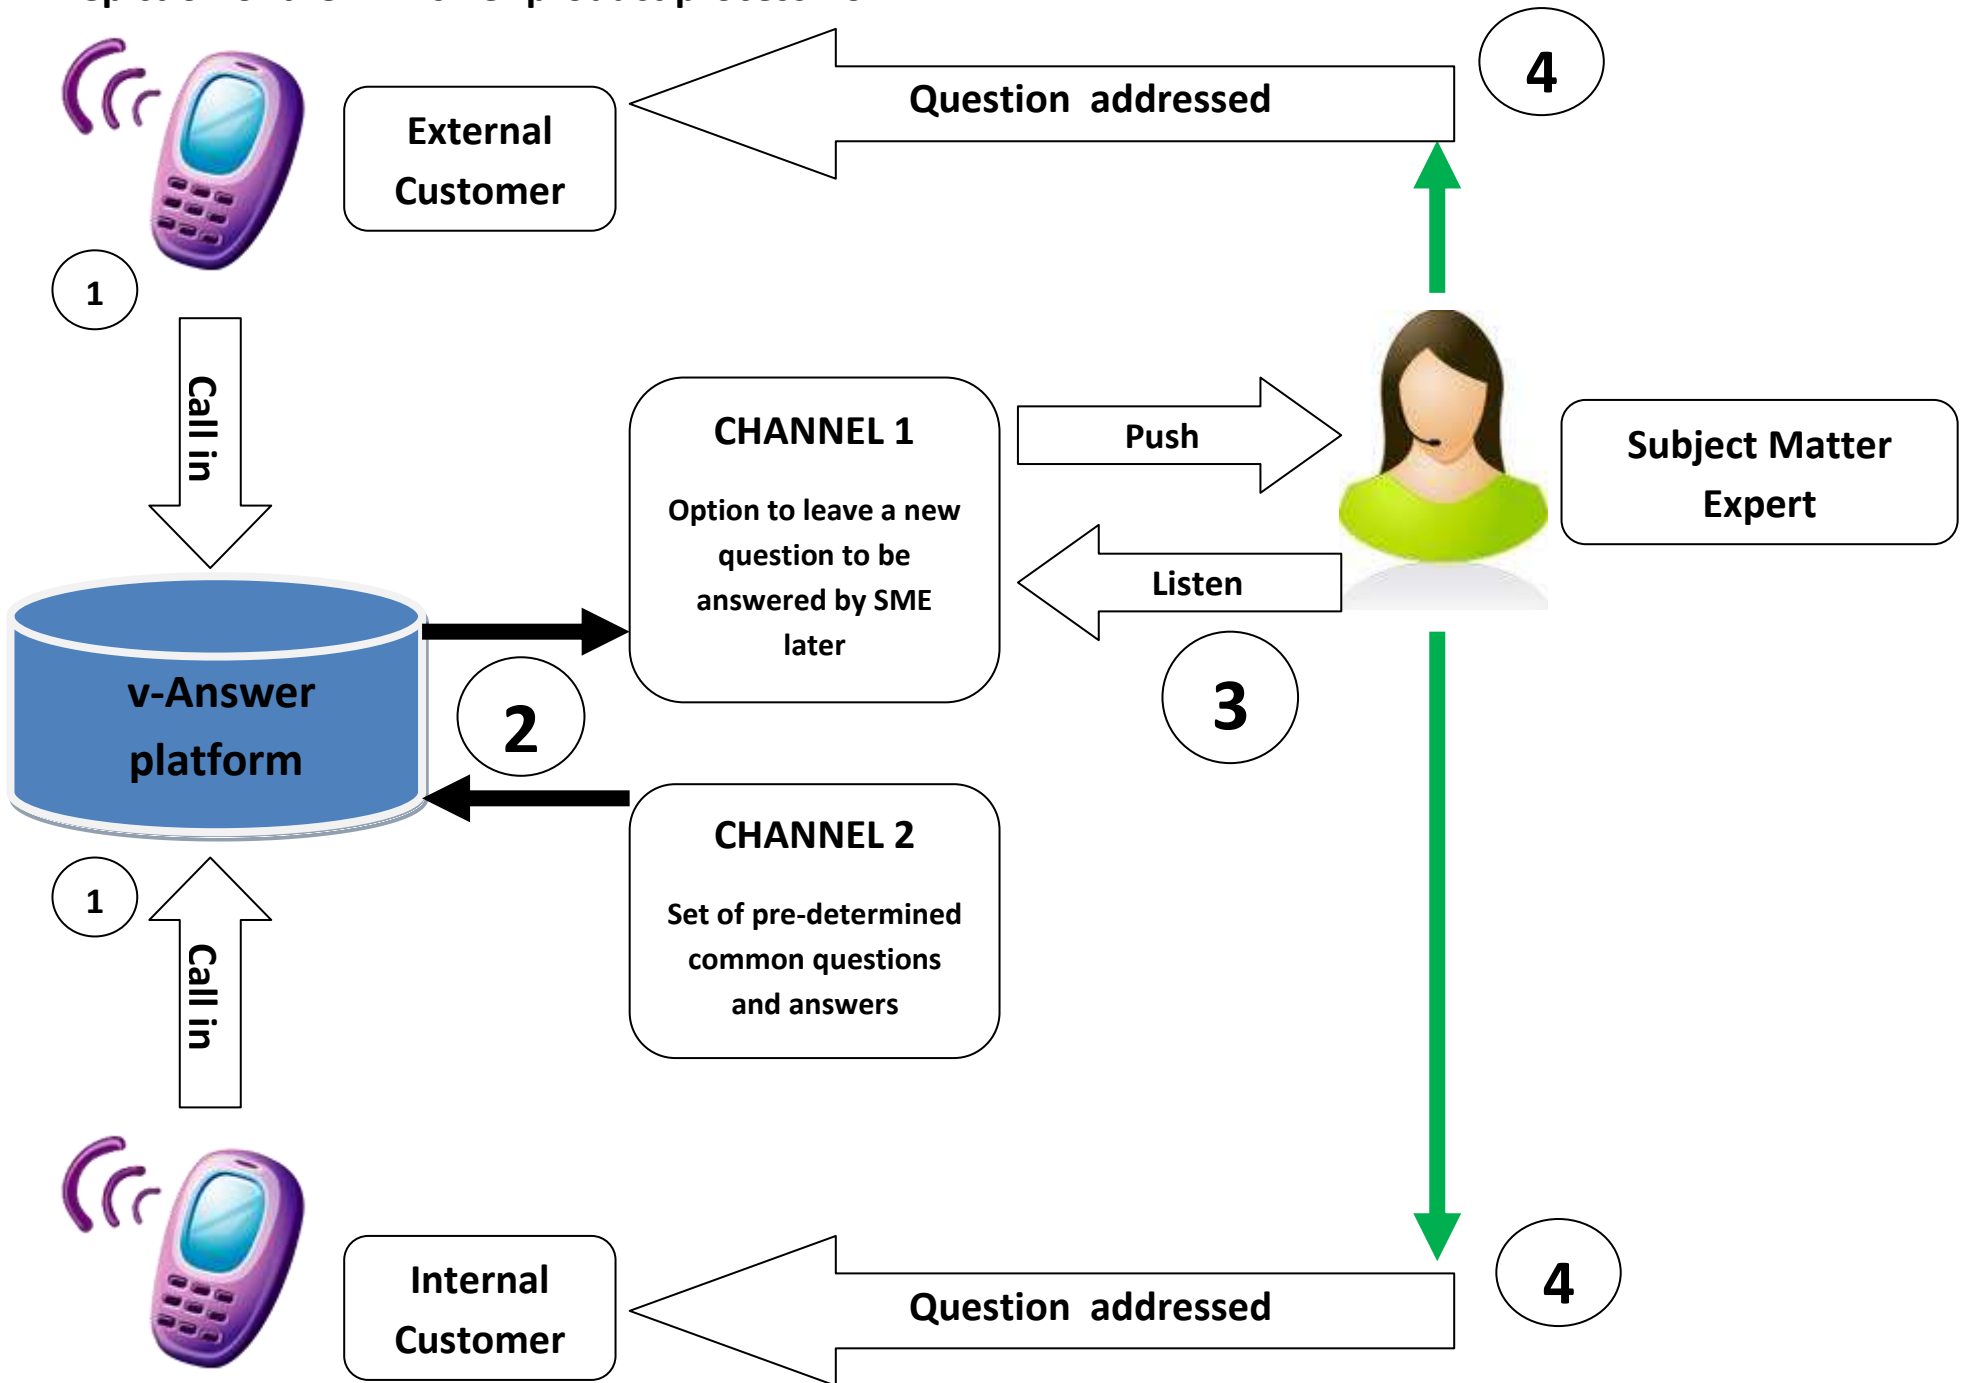 External
Customer
Question addressed
4
1
Call in
CHANNEL 1
Option to leave a new
question to be
answered by SME
later
Push
Listen
Subject Matter
Expert
3
v-Answer
platform
2
CHANNEL 2
Set of pre-determined
common questions
and answers
1
Call in
Internal
Customer
Question addressed
4